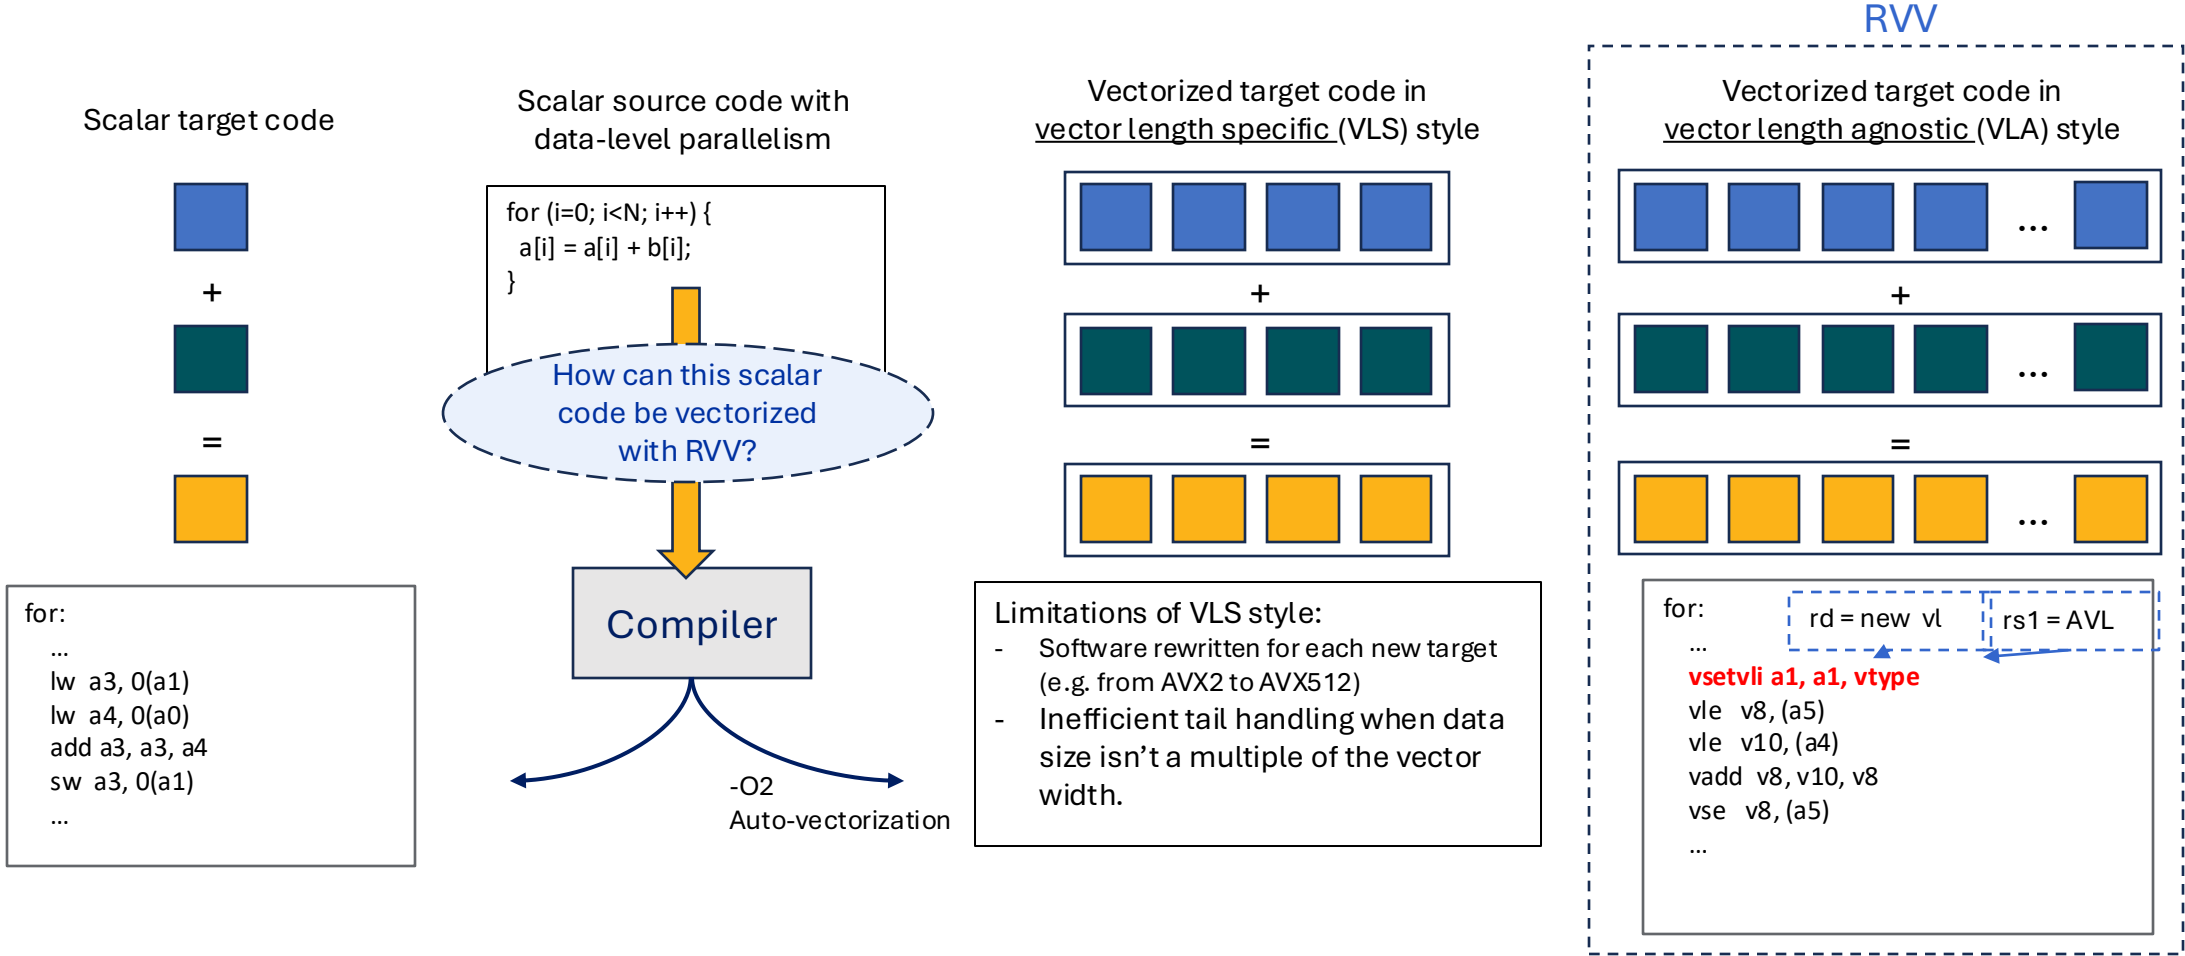 RVV
Scalar target code
+
=
for:
...
lw a3, 0(a1)
lw a4, 0(a0)
add a3, a3, a4
sw a3, 0(a1)
...
Scalar source code with
data-level parallelism
for (i=0; i<N; i++) {
a[i] = a[i] + b[i];
}
How can this scalar
code be vectorized
with RVV?
Compiler
-O2
Auto-vectorization
Vectorized target code in
vector length specific (VLS) style
+
=
Limitations of VLS style:
- Software rewritten for each new target
(e.g. from AVX2 to AVX512)
- Inefficient tail handling when data
size isn’t a multiple of the vector
width.
Vectorized target code in
vector length agnostic (VLA) style
...
+
...
=
...
for:
rd = new vl
rs1 = AVL
...
vsetvli a1, a1, vtype
vle v8, (a5)
vle v10, (a4)
vadd v8, v10, v8
vse v8, (a5)
...